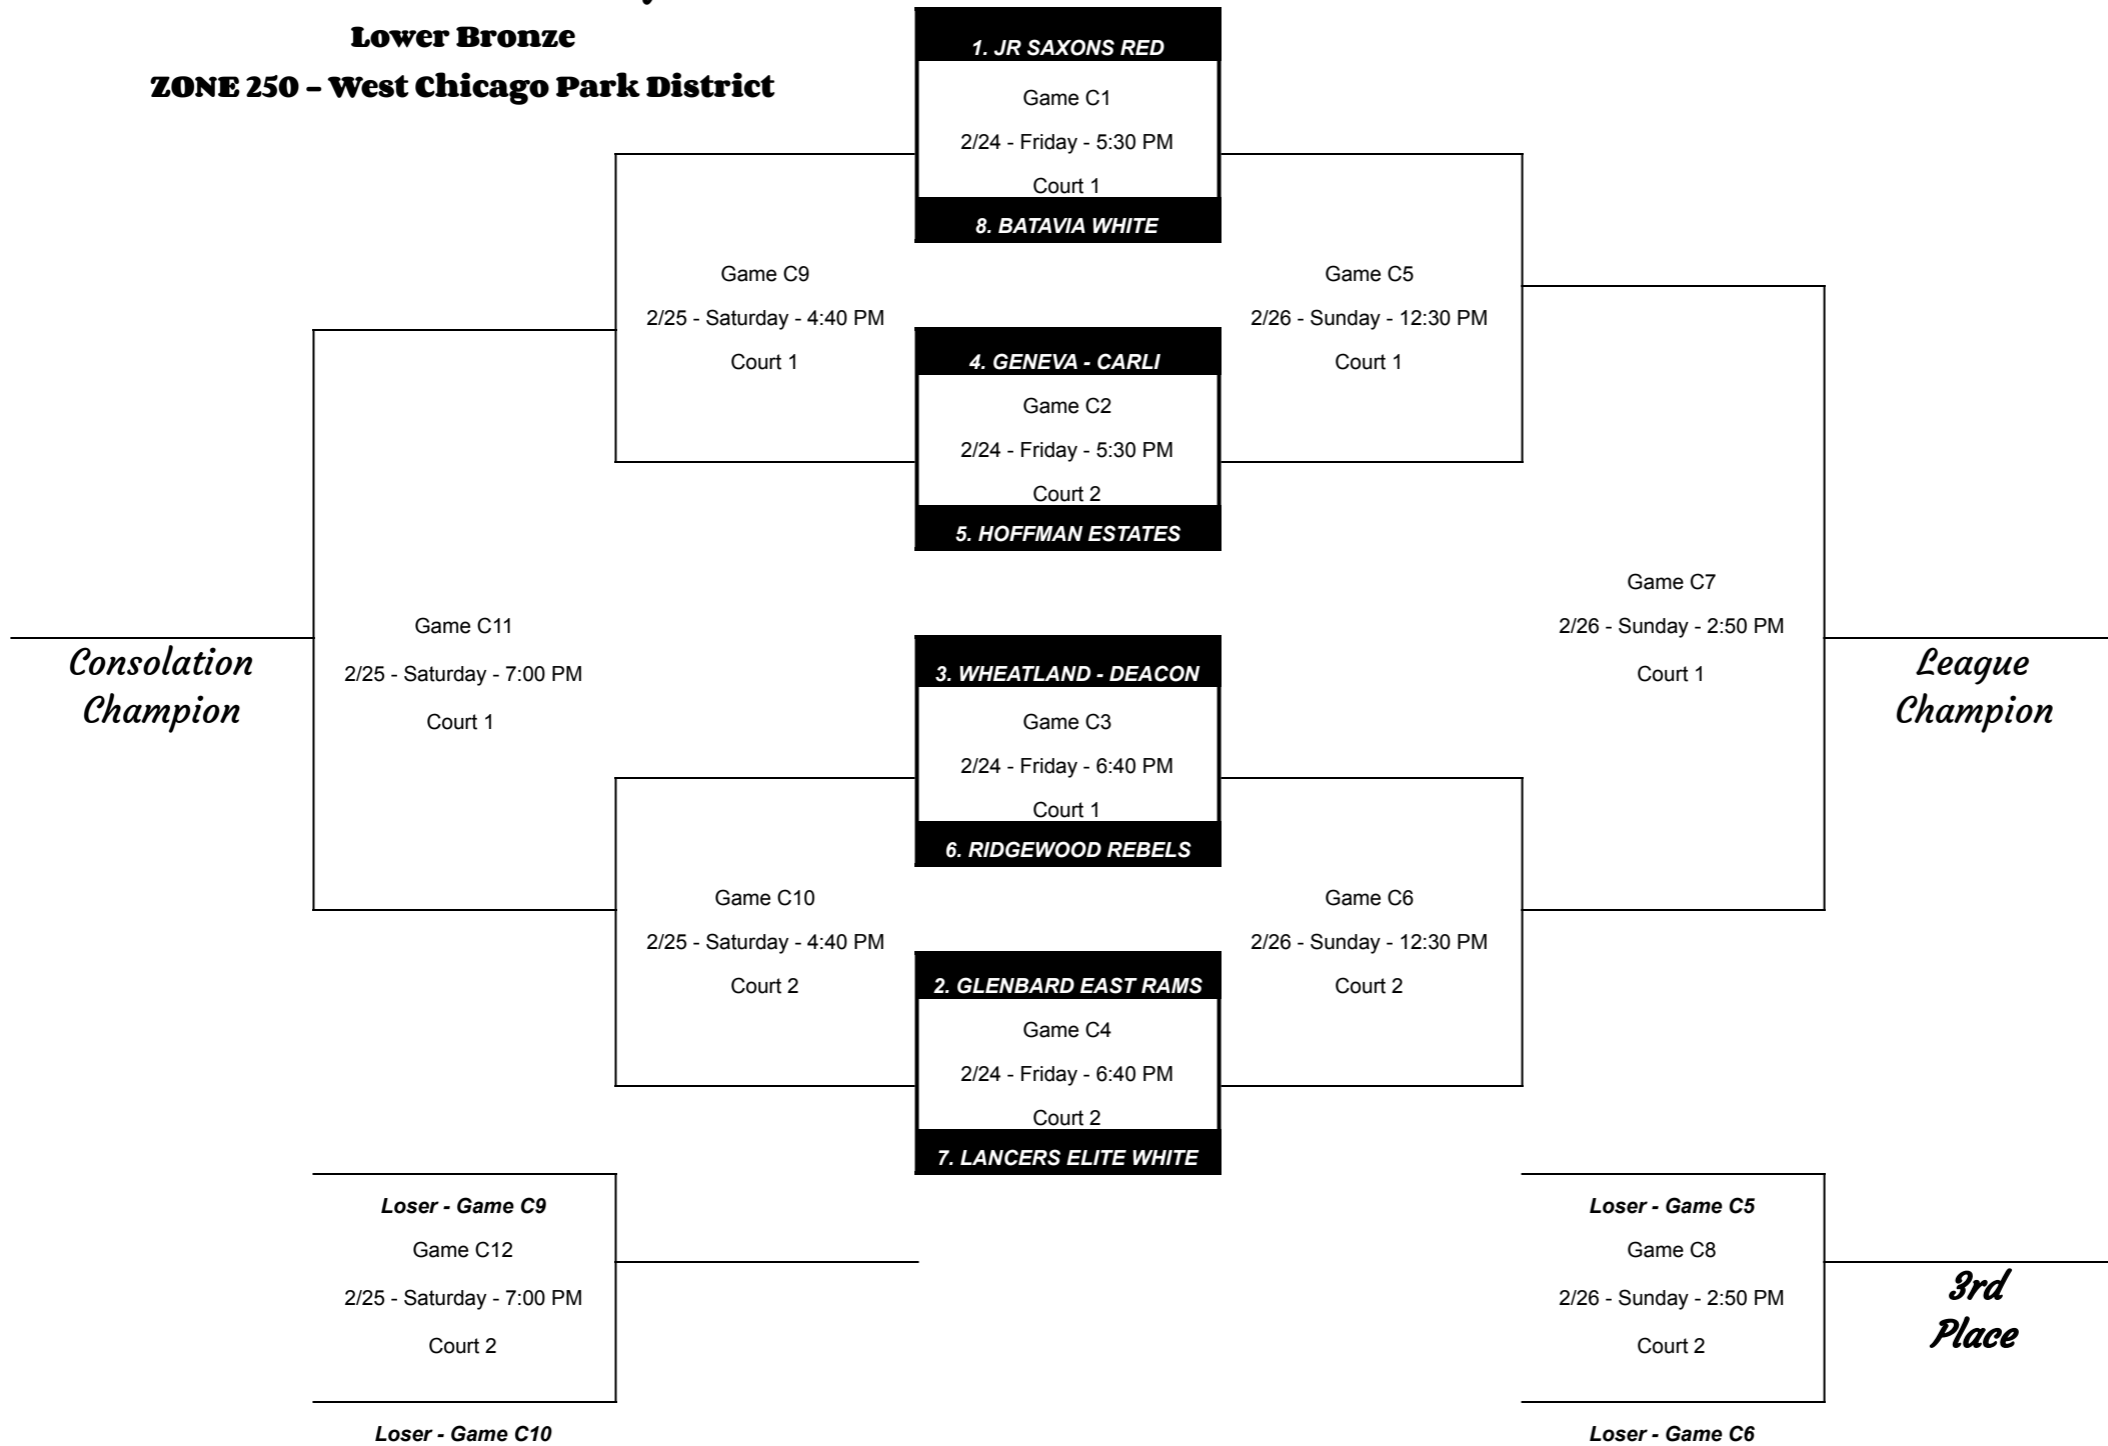 Lower Bronze
ZONE 250 – West Chicago Park District
1. JR SAXONS RED
Game C1
2/24 - Friday - 5:30 PM
Court 1
8. BATAVIA WHITE
Game C9
2/25 - Saturday - 4:40 PM
Court 1
Game C5
2/26 - Sunday - 12:30 PM
Court 1
4. GENEVA - CARLI
Game C2
2/24 - Friday - 5:30 PM
Court 2
5. HOFFMAN ESTATES
Game C11
2/25 - Saturday - 7:00 PM
Court 1
Consolation
Champion
Game C7
2/26 - Sunday - 2:50 PM
Court 1
League
Champion
3. WHEATLAND - DEACON
Game C3
2/24 - Friday - 6:40 PM
Court 1
6. RIDGEWOOD REBELS
Game C10
2/25 - Saturday - 4:40 PM
Court 2
Game C6
2/26 - Sunday - 12:30 PM
Court 2
2. GLENBARD EAST RAMS
Game C4
2/24 - Friday - 6:40 PM
Court 2
7. LANCERS ELITE WHITE
Loser - Game C9
Game C12
2/25 - Saturday - 7:00 PM
Court 2
Loser - Game C10
Loser - Game C5
Game C8
2/26 - Sunday - 2:50 PM
Court 2
Loser - Game C6
3rd
Place